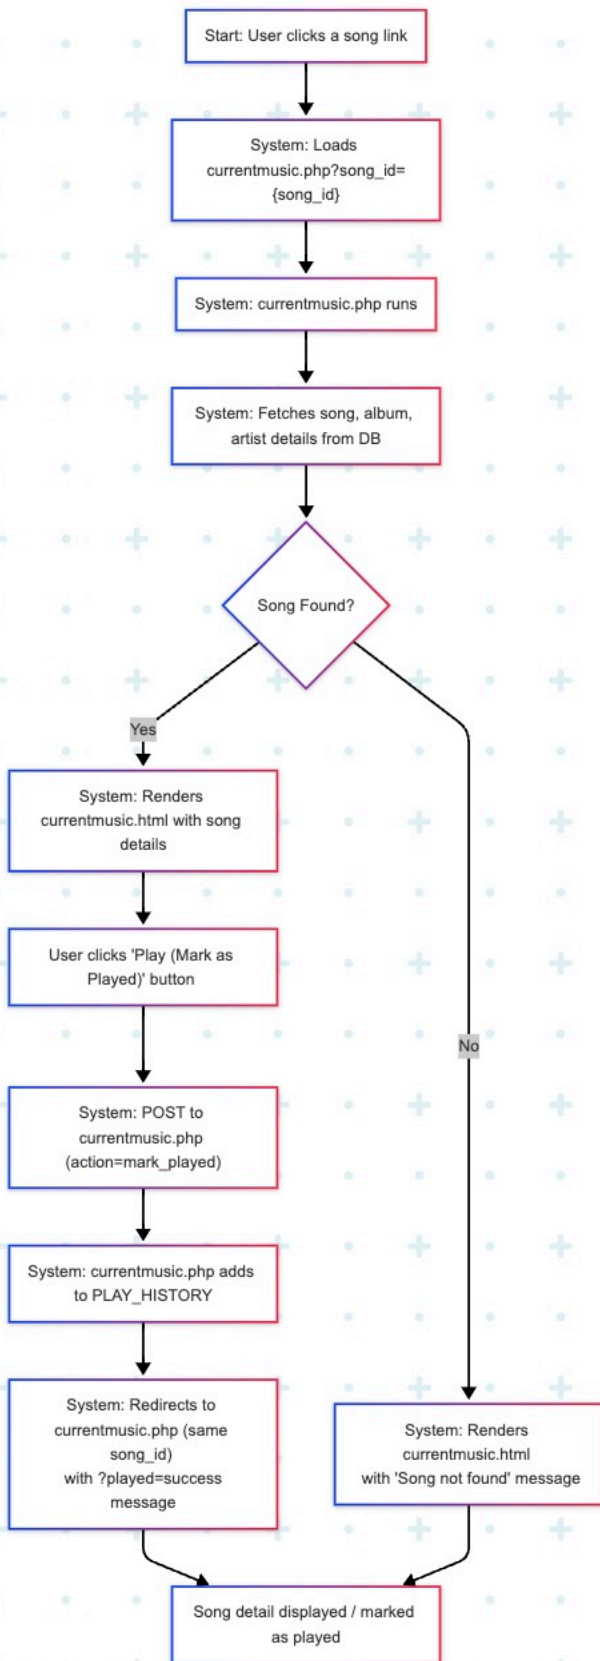 Start: User clicks a song link
System: Loads
currentmusic.php?song_id=
{song_id}
System: currentmusic.php runs
System: Fetches song, album,
artist details from DB
Song Found?
Yes
System: Renders
currentmusic.html with song
details
User clicks 'Play (Mark as
Played)' button
No
System: POST to
currentmusic.php
(action=mark_played)
System: currentmusic.php adds
to PLAY_HISTORY
System: Redirects to
currentmusic.php (same
song_id)
with ?played=success
message
System: Renders
currentmusic.html
with 'Song not found' message
Song detail displayed / marked
as played